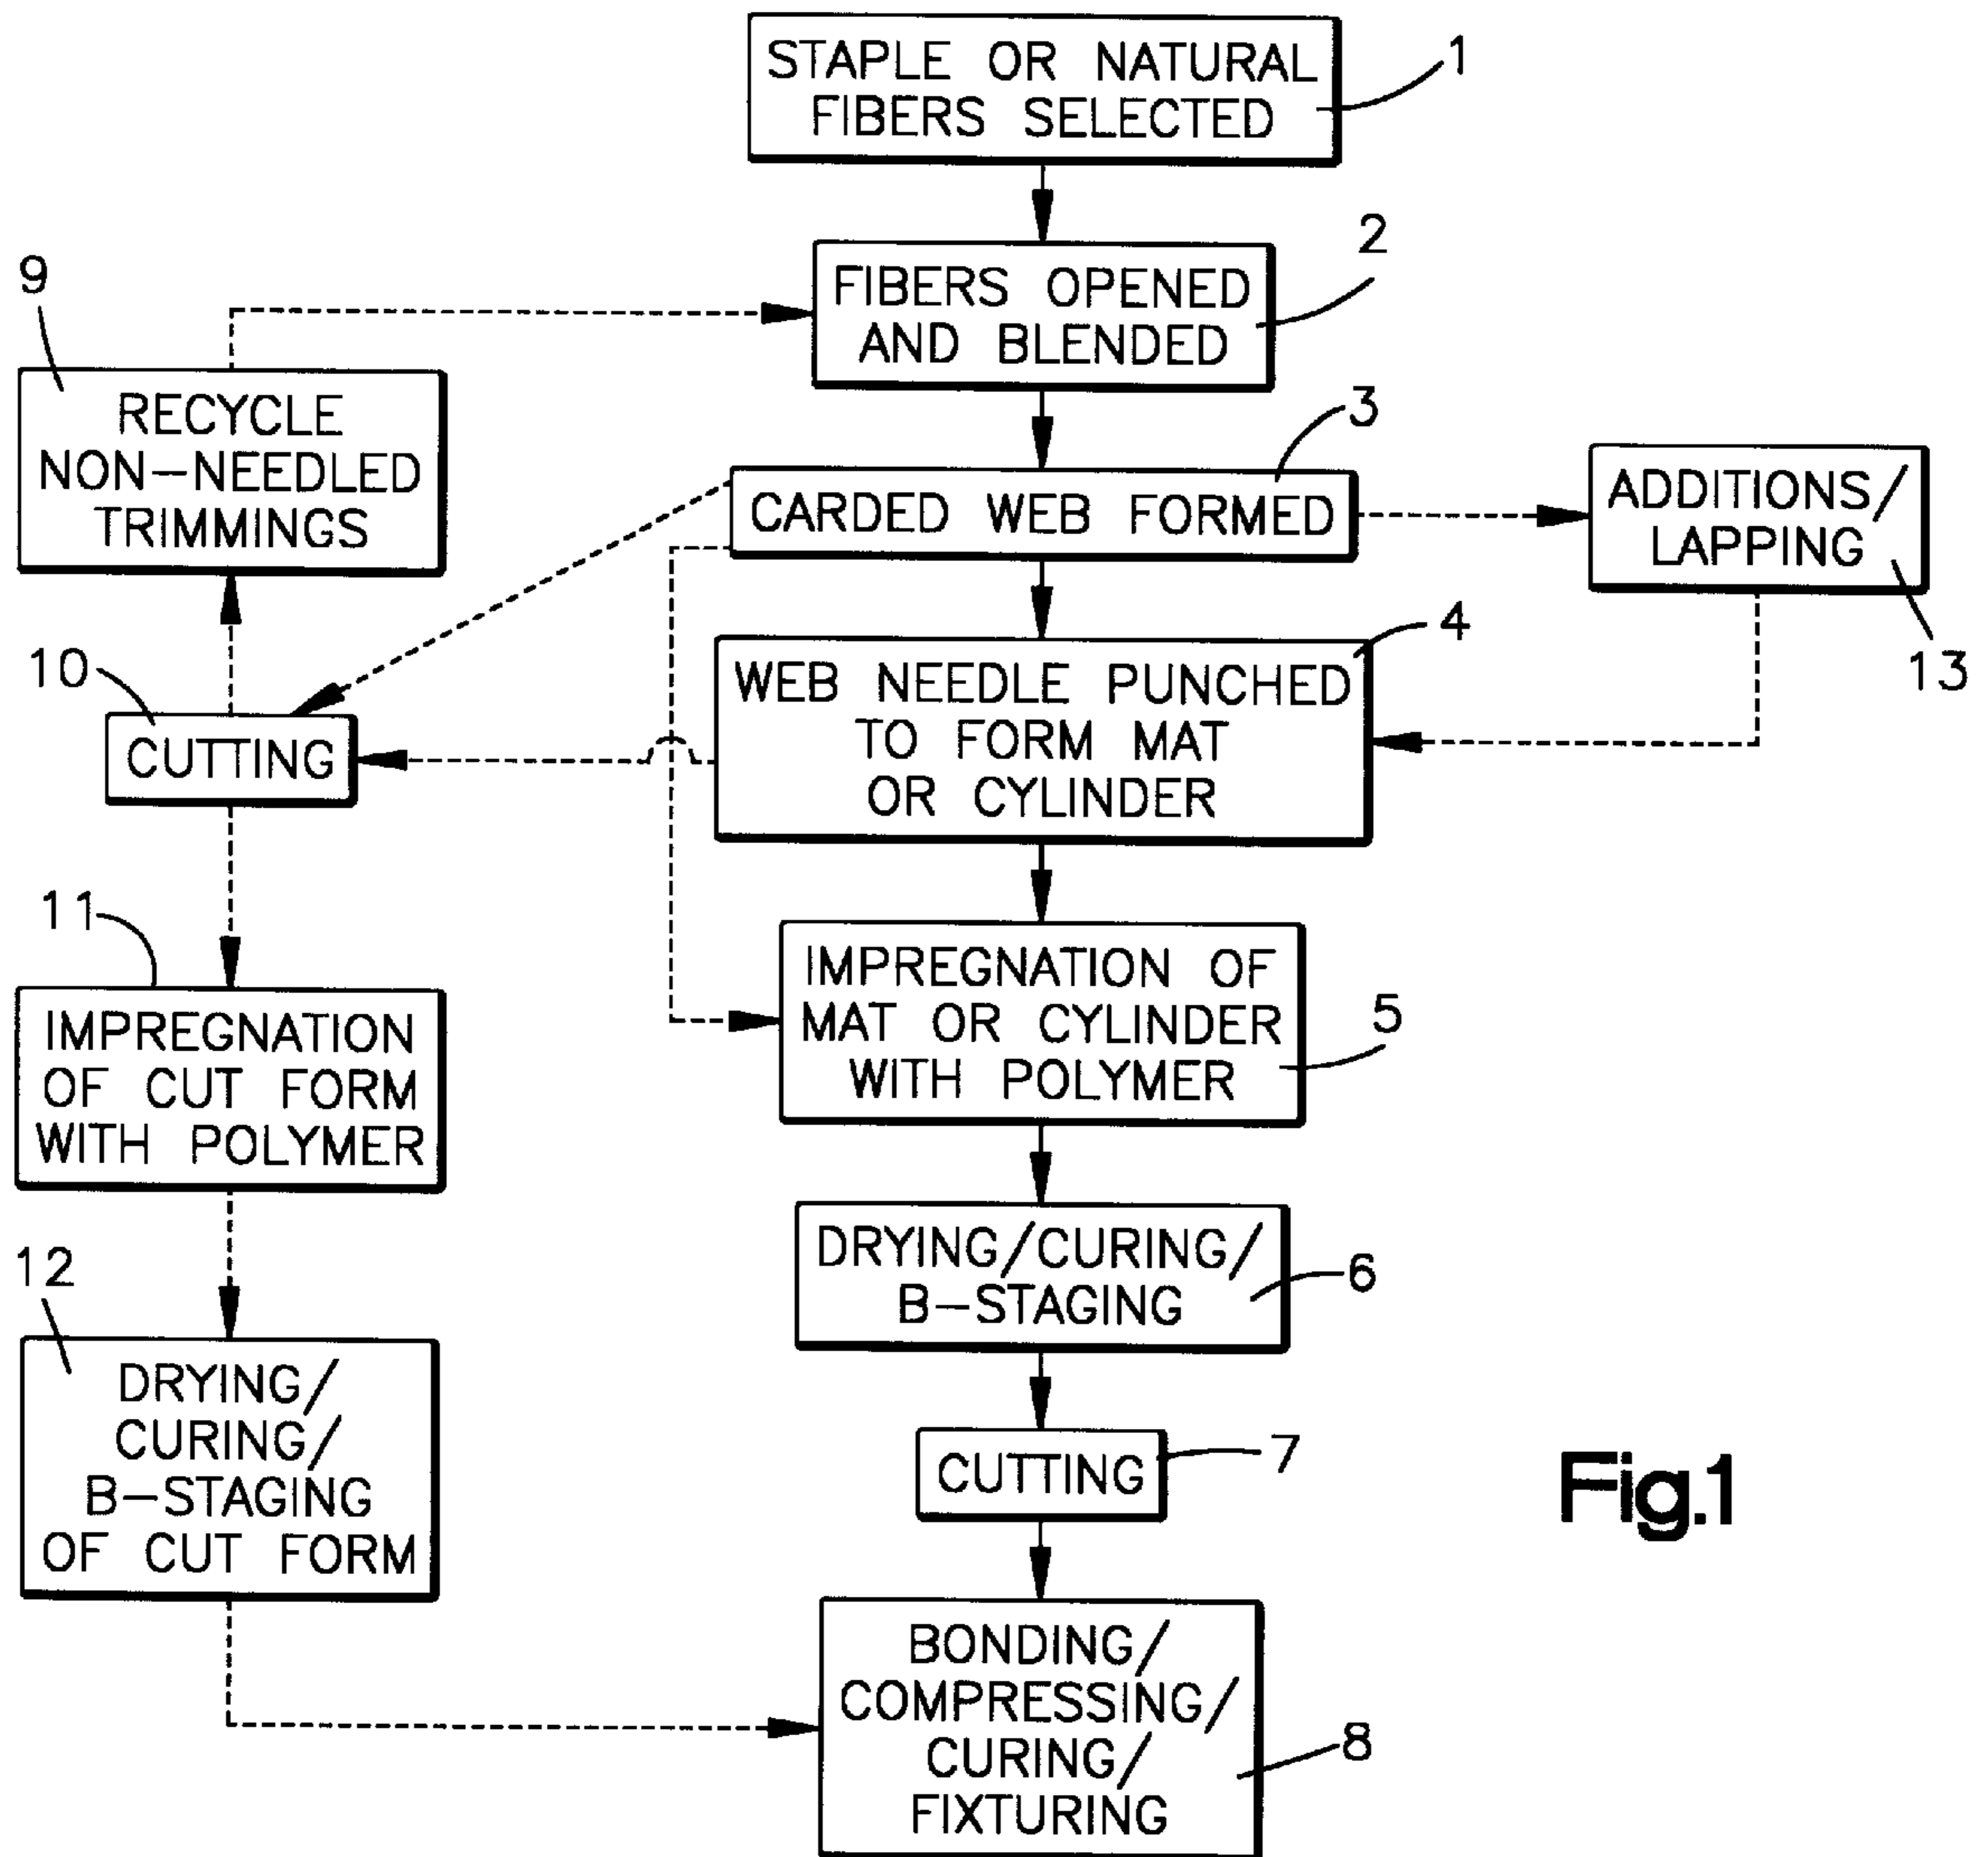 STAPLE OR NATURAL
FIBERS SELECTED
1
FIBERS OPENED
AND BLENDED
2
9
RECYCLE
NON-NEEDLED
TRIMMINGS
CARDED WEB FORMED
3
ADDITIONS/
LAPPING
13
WEB NEEDLE PUNCHED
TO FORM MAT
OR CYLINDER
4
10
CUTTING
11
IMPREGNATION
OF CUT FORM
WITH POLYMER
IMPREGNATION OF
MAT OR CYLINDER
WITH POLYMER
5
12
DRYING/
CURING/
B-STAGING
OF CUT FORM
DRYING/CURING/
B-STAGING
6
CUTTING
7
BONDING/
COMPRESSING/
CURING/
FIXTURING
8
Fig.1